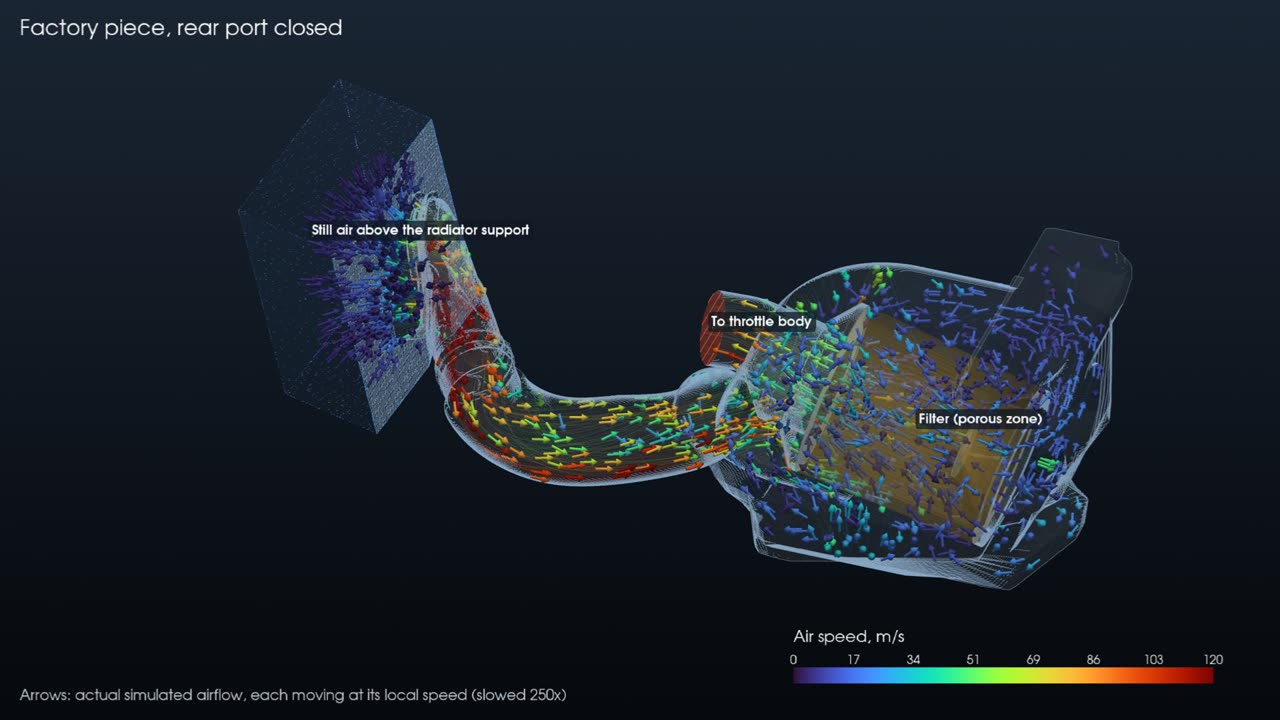 Factory piece, rear port closed
Still air above the radiator support
To throttle body
Filter (porous zone)
Air speed, m/s
0 17 34 51 69 86 103 120
Arrows: actual simulated airflow, each moving at its local speed (slowed 250x)